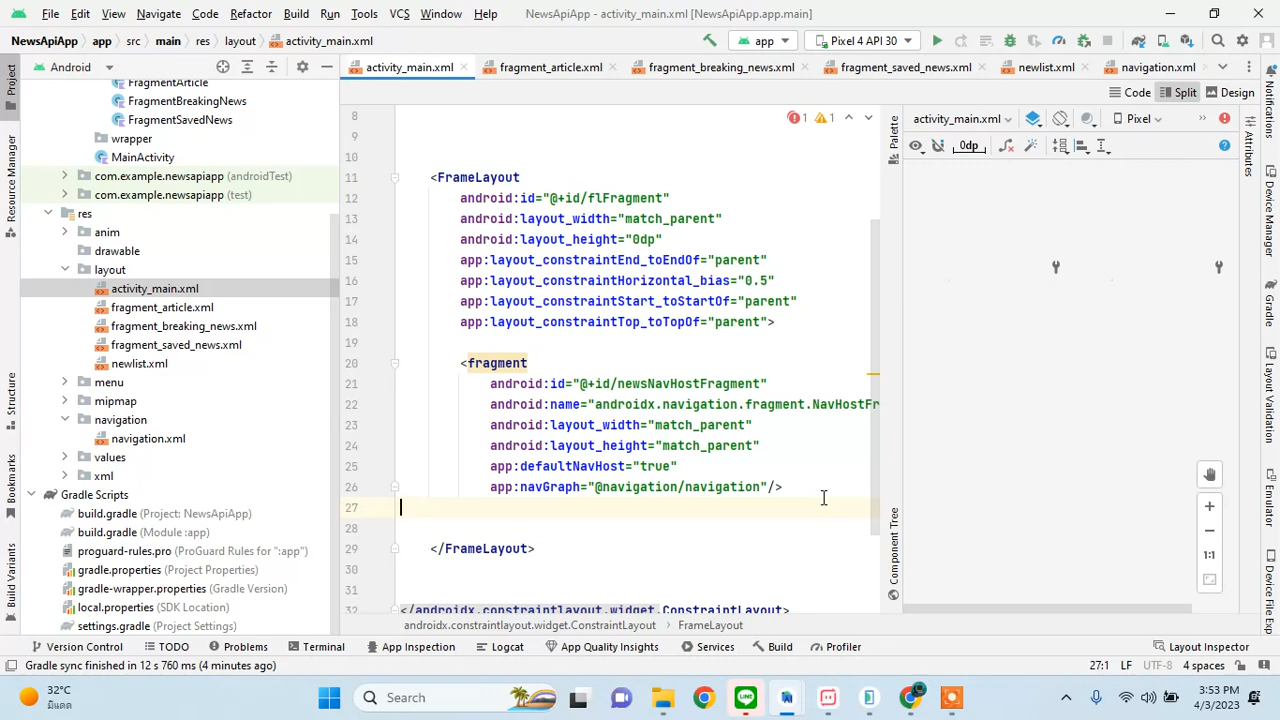 File Edit View Navigate Code Refactor Build Run Tools VCS Window Help NewsApiApp - activity_main.xml [NewsApiApp.app.main]
NewsApiApp app src main res layout activity_main.xml app Pixel 4 API 30
Android activity_main.xml fragment_article.xml fragment_breaking_news.xml fragment_saved_news.xml newlist.xml navigation.xml
Code Split Design
Project
Resource Manager
Structure
Bookmarks
Build Variants
FragmentArticle
FragmentBreakingNews
FragmentSavedNews
wrapper
MainActivity
com.example.newsapiapp (androidTest)
com.example.newsapiapp (test)
res
anim
drawable
layout
activity_main.xml
fragment_article.xml
fragment_breaking_news.xml
fragment_saved_news.xml
newlist.xml
menu
mipmap
navigation
navigation.xml
values
xml
Gradle Scripts
build.gradle (Project: NewsApiApp)
build.gradle (Module :app)
proguard-rules.pro (ProGuard Rules for ":app")
gradle.properties (Project Properties)
gradle-wrapper.properties (Gradle Version)
local.properties (SDK Location)
settings.gradle (Project Settings)
1 1
8
9
10
11 <FrameLayout
12 android:id="@+id/flFragment"
13 android:layout_width="match_parent"
14 android:layout_height="0dp"
15 app:layout_constraintEnd_toEndOf="parent"
16 app:layout_constraintHorizontal_bias="0.5"
17 app:layout_constraintStart_toStartOf="parent"
18 app:layout_constraintTop_toTopOf="parent">
19
20 <fragment
21 android:id="@+id/newsNavHostFragment"
22 android:name="androidx.navigation.fragment.NavHostFr
23 android:layout_width="match_parent"
24 android:layout_height="match_parent"
25 app:defaultNavHost="true"
26 app:navGraph="@navigation/navigation"/>
27
28
29 </FrameLayout>
30
31
32 </androidx.constraintlayout.widget.ConstraintLayout>
androidx.constraintlayout.widget.ConstraintLayout FrameLayout
Palette
Component Tree
activity_main.xml Pixel
0dp
1:1
Attributes
Notifications
Device Manager
Gradle
Layout Validation
Emulator
Device File Exp
Version Control TODO Problems Terminal App Inspection Logcat App Quality Insights Services Build Profiler Layout Inspector
Gradle sync finished in 12 s 760 ms (4 minutes ago) 27:1 LF UTF-8 4 spaces
32°C
มีแดด
Search
3:53 PM
4/3/2023